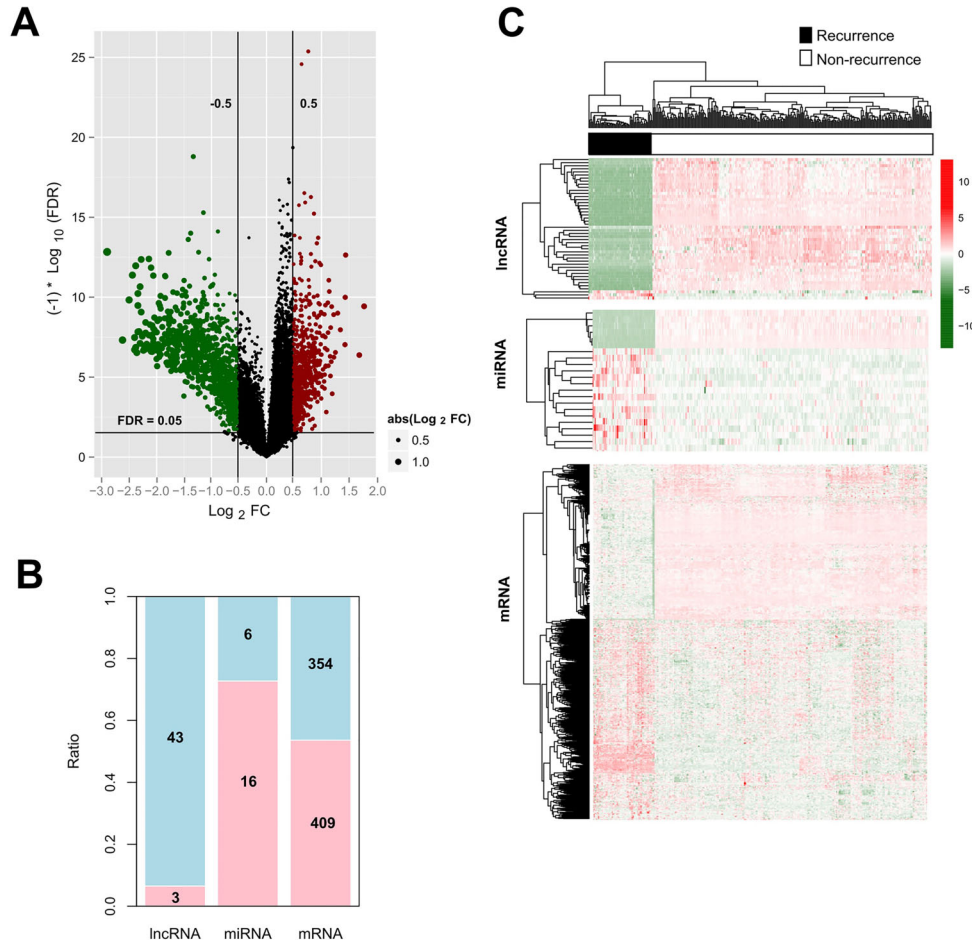 A
25
20
15
10
5
0
(-1) * Log 10 (FDR)
-0.5
0.5
FDR = 0.05
-3.0 -2.5 -2.0 -1.5 -1.0 -0.5 0.0 0.5 1.0 1.5 2.0
Log 2 FC
abs(Log 2 FC)
0.5
1.0
B
1.0
0.8
0.6
0.4
0.2
0.0
Ratio
43
3
6
16
354
409
lncRNA miRNA mRNA
C
Recurrence
Non-recurrence
lncRNA
miRNA
mRNA
10
5
0
−5
−10